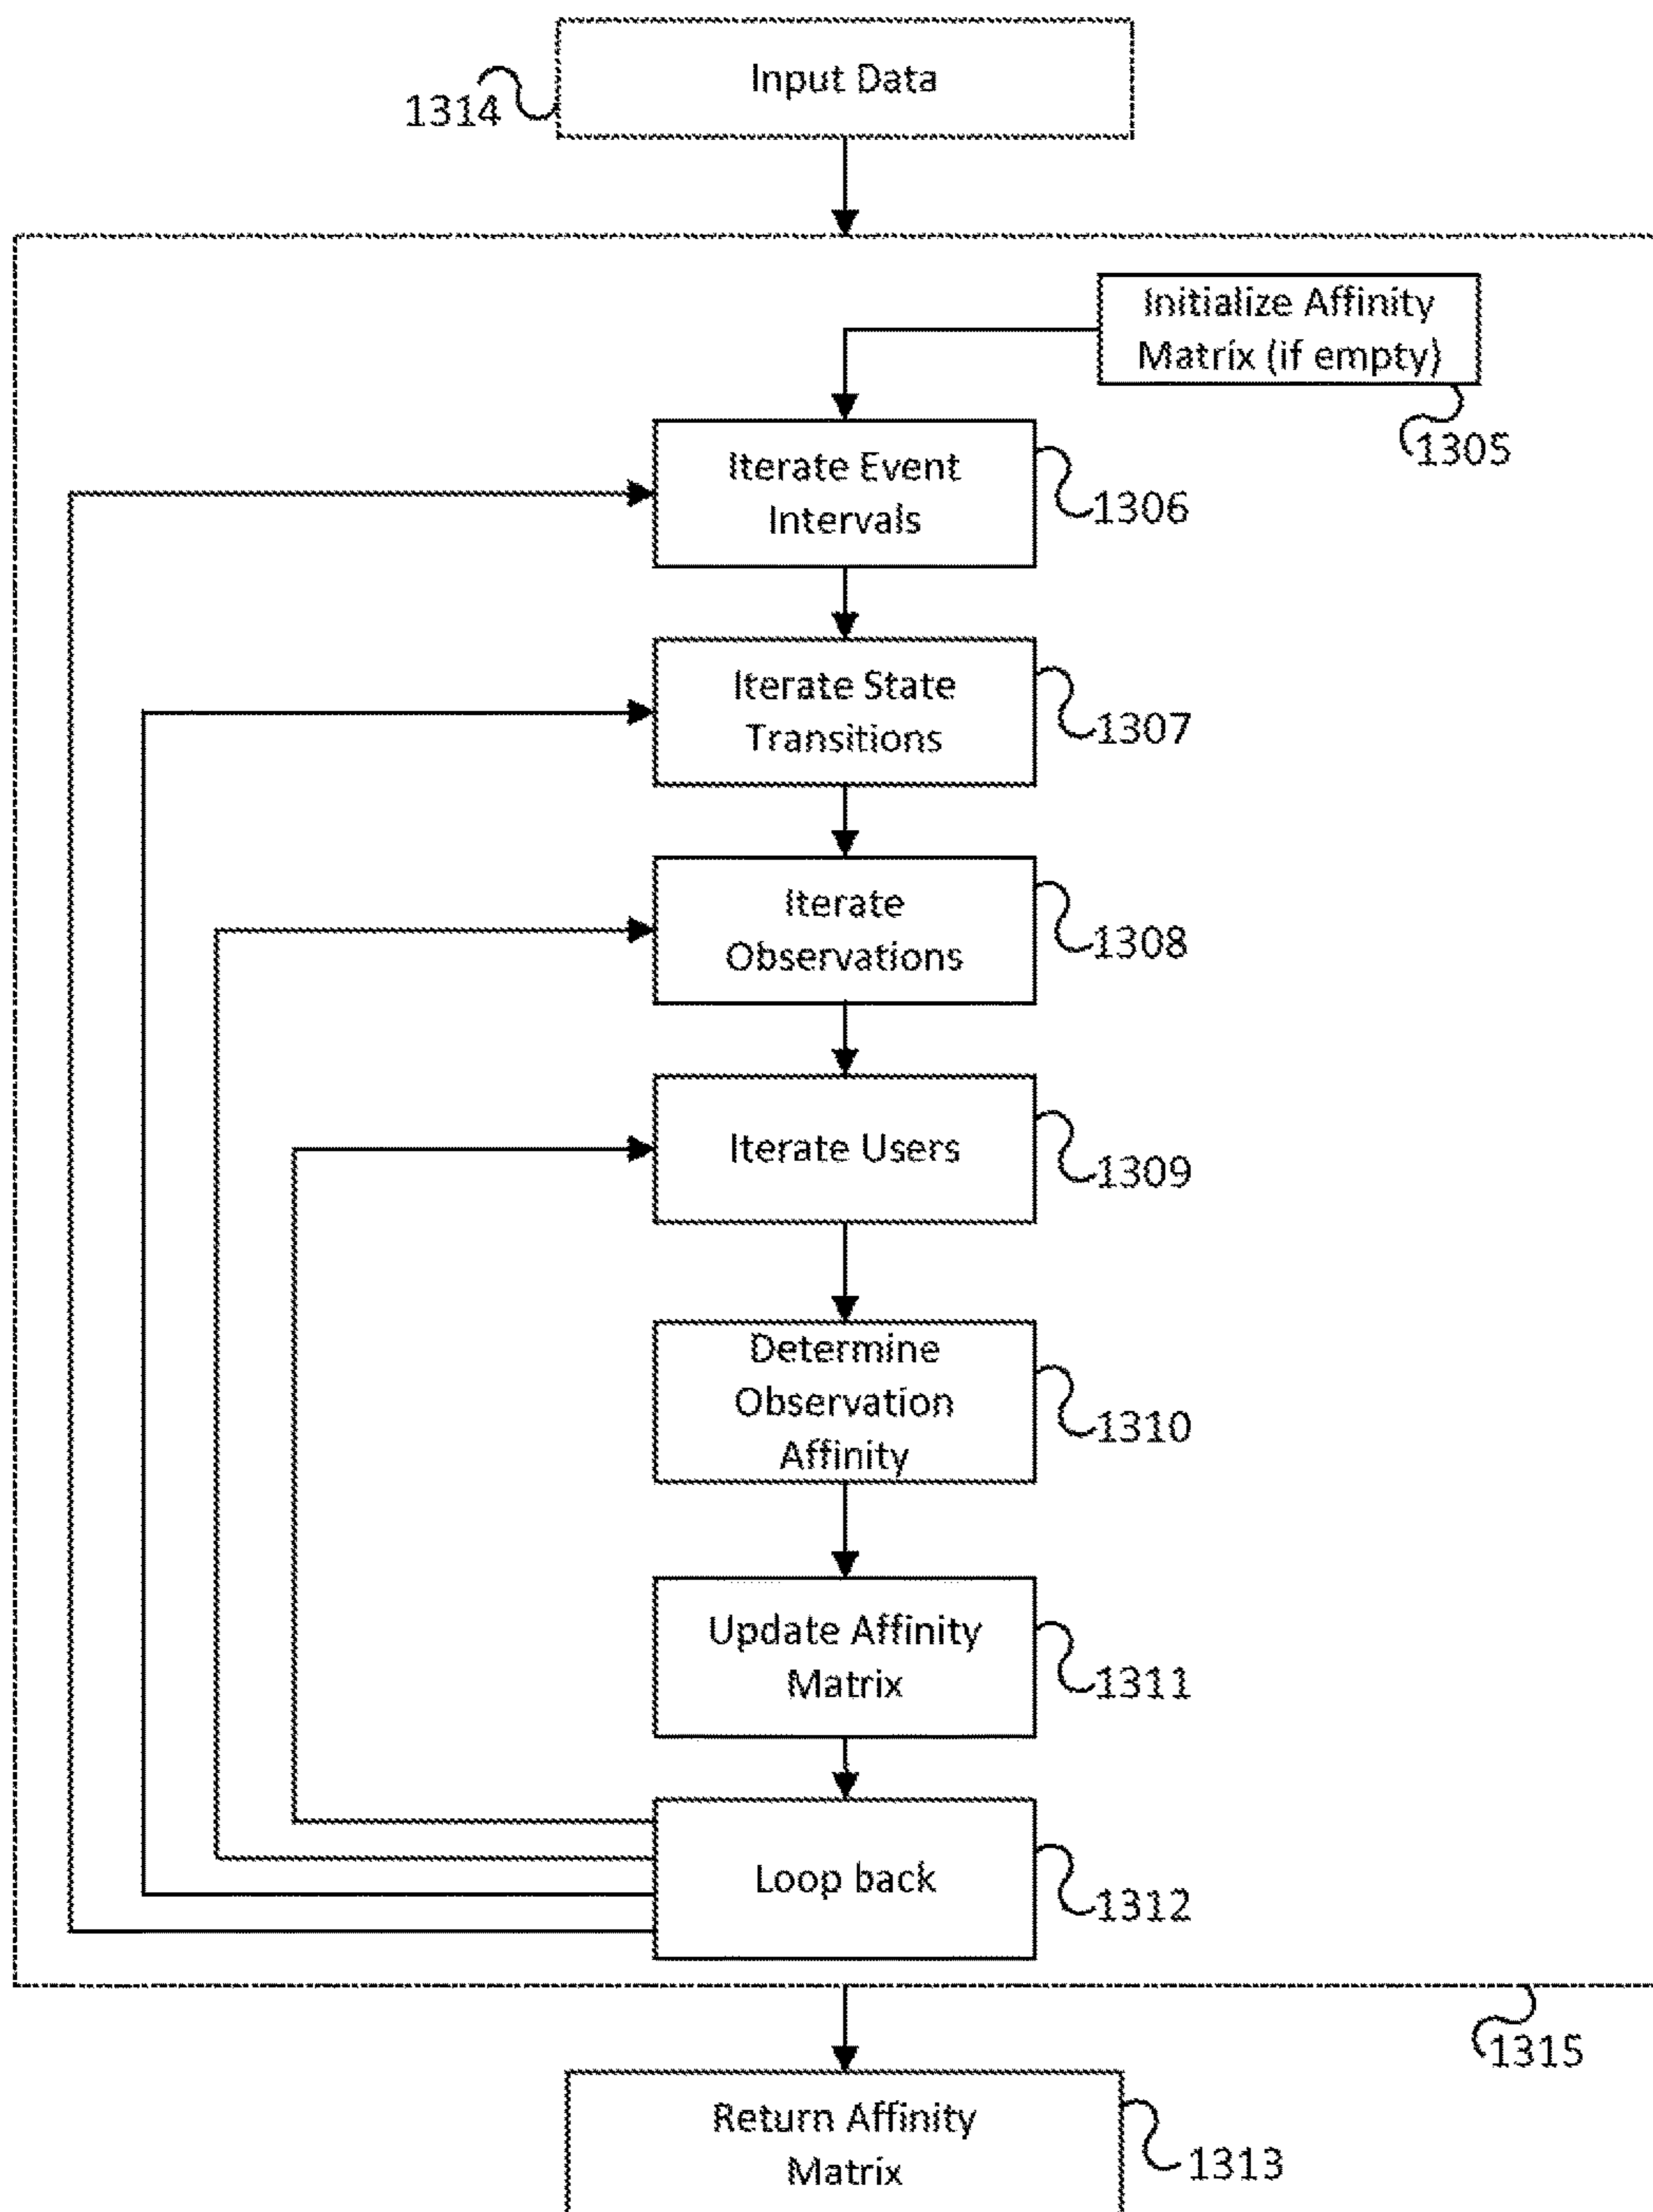 Input Data
1314
Initialize Affinity
Matrix (if empty)
1305
Iterate Event
Intervals
1306
Iterate State
Transitions
1307
Iterate
Observations
1308
Iterate Users
1309
Determine
Observation
Affinity
1310
Update Affinity
Matrix
1311
Loop back
1312
1315
Return Affinity
Matrix
1313